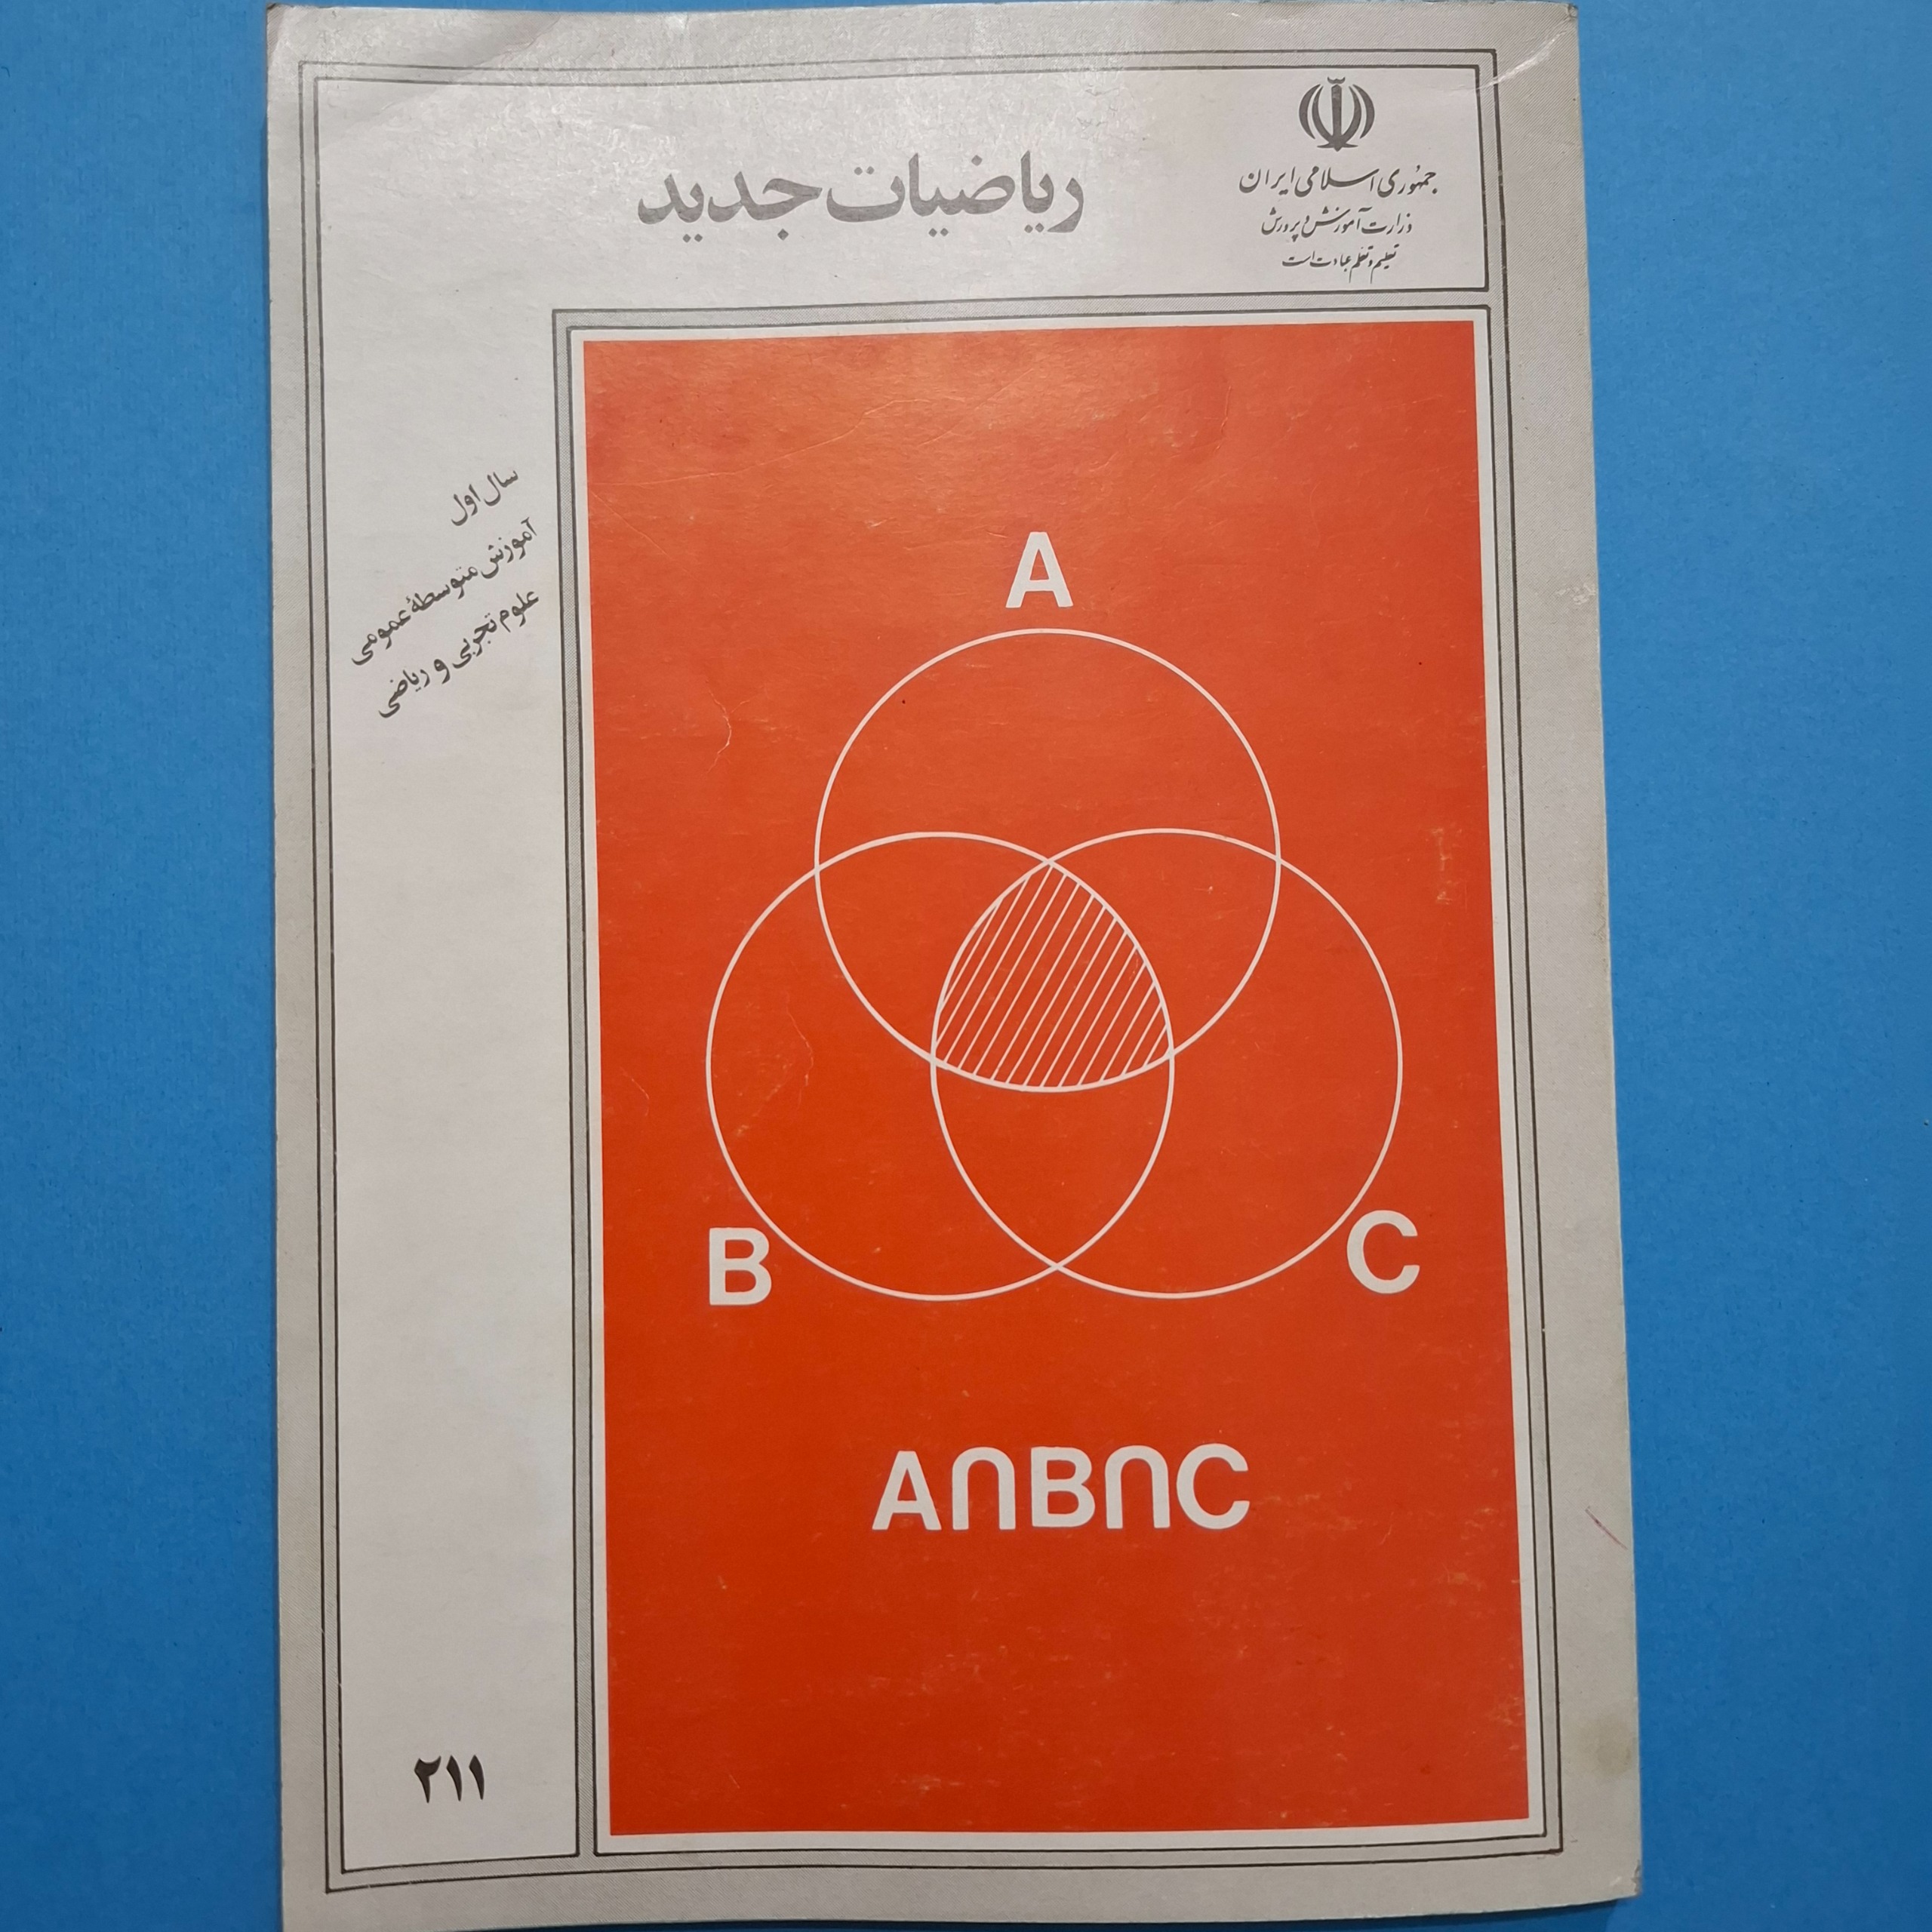 جمهوری اسلامی ایران
وزارت آموزش و پرورش
تعلیم و تعلم عبادت است
ریاضیات جدید
سال اول
آموزش متوسطهٔ عمومی
علوم تجربی و ریاضی
A
B
C
A∩B∩C
۲۱۱